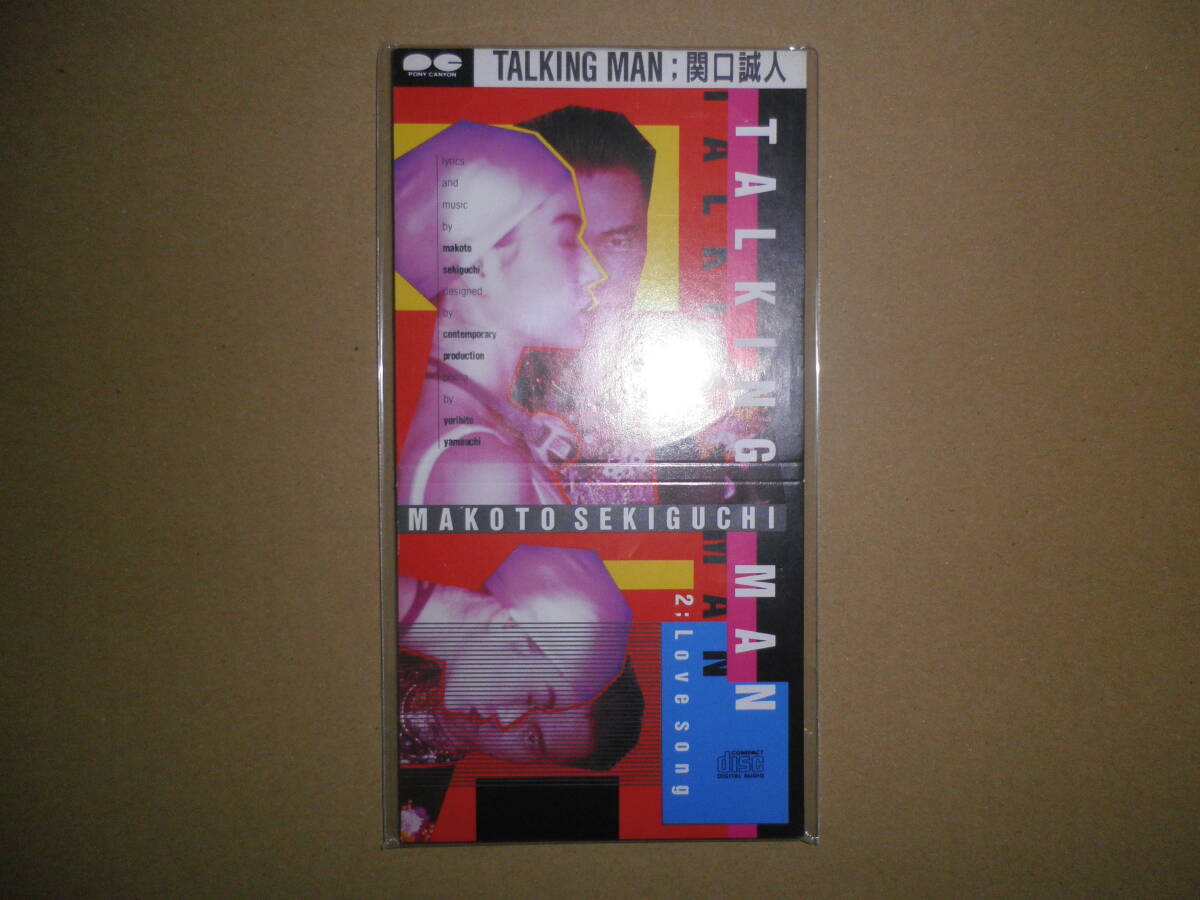 PONY CANYON
TALKING MAN ; 関口誠人
TALKING MAN
lyrics
and
music
by
makoto
sekiguchi
designed
by
contemporary
production
by
yorihito
yamauchi
MAKOTO SEKIGUCHI
MAN
2; Love Song
COMPACT
disc
DIGITAL AUDIO